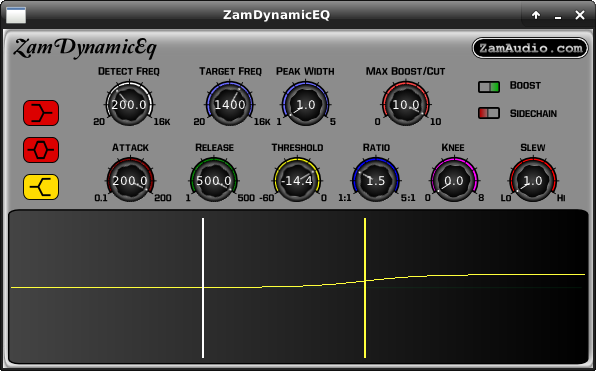 ZamDynamicEQ
ZamDynamicEq
ZamAudio.com
DETECT FREQ
TARGET FREQ
PEAK WIDTH
MAX BOOST/CUT
BOOST
200.0
1400
1.0
10.0
20
16K
20
16K
1
5
0
10
SIDECHAIN
ATTACK
RELEASE
THRESHOLD
RATIO
KNEE
SLEW
200.0
500.0
-14.4
1.5
0.0
1.0
0.1
200
1
500
-60
0
1:1
5:1
0
8
Lo
Hi